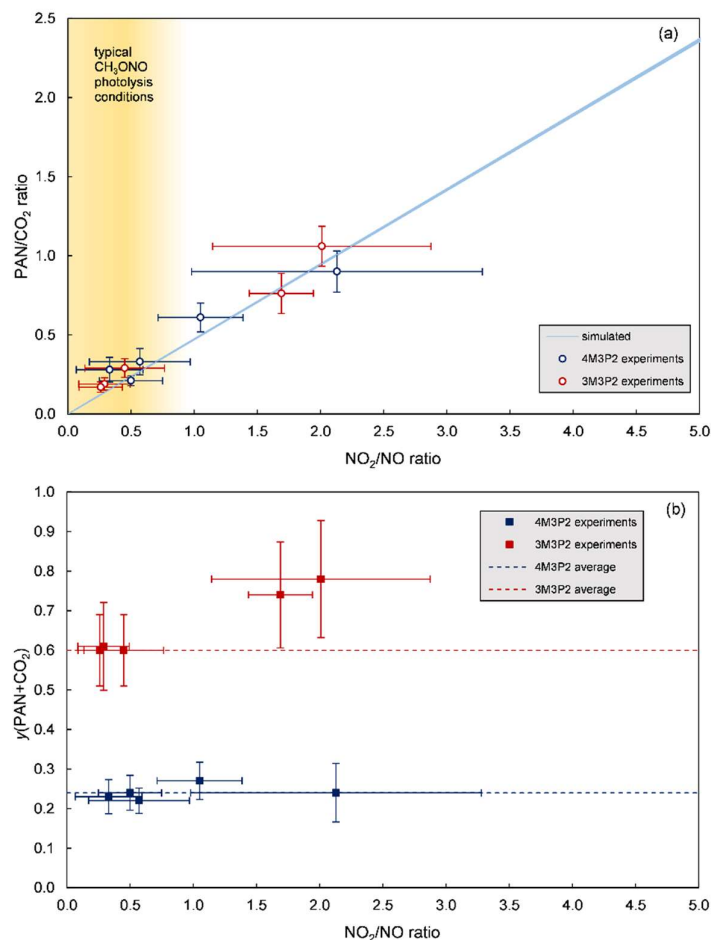 (a)
typical
CH₃ONO
photolysis
conditions
2.5
2.0
1.5
1.0
0.5
0.0
PAN/CO₂ ratio
simulated
4M3P2 experiments
3M3P2 experiments
0.0 0.5 1.0 1.5 2.0 2.5 3.0 3.5 4.0 4.5 5.0
NO₂/NO ratio
(b)
1.0
0.9
0.8
0.7
0.6
0.5
0.4
0.3
0.2
0.1
0.0
y(PAN+CO₂)
4M3P2 experiments
3M3P2 experiments
4M3P2 average
3M3P2 average
0.0 0.5 1.0 1.5 2.0 2.5 3.0 3.5 4.0 4.5 5.0
NO₂/NO ratio